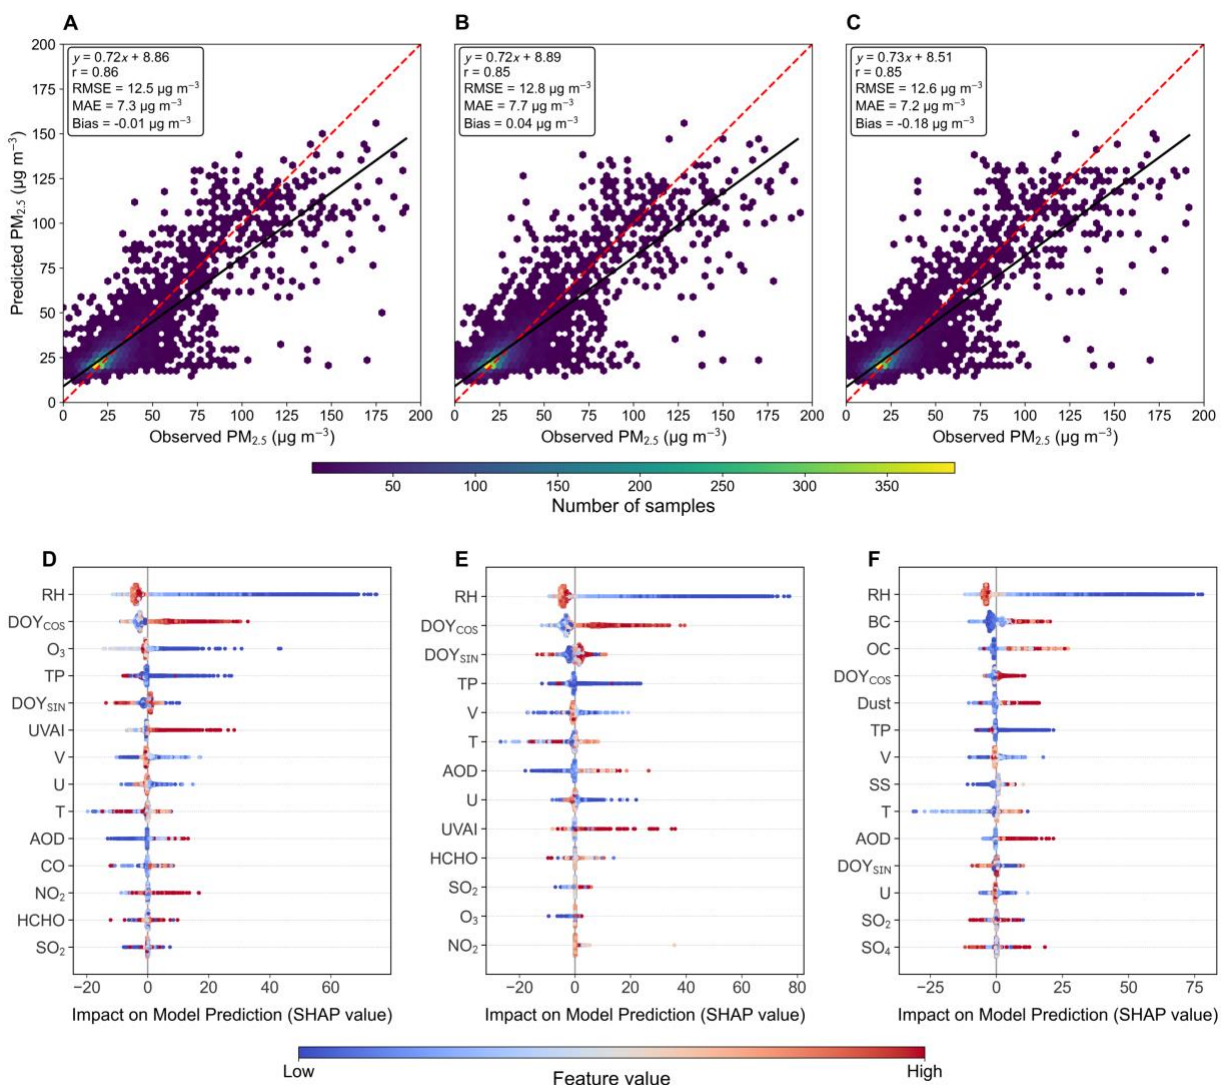 A
y = 0.72x + 8.86
r = 0.86
RMSE = 12.5 µg m⁻³
MAE = 7.3 µg m⁻³
Bias = -0.01 µg m⁻³
B
y = 0.72x + 8.89
r = 0.85
RMSE = 12.8 µg m⁻³
MAE = 7.7 µg m⁻³
Bias = 0.04 µg m⁻³
C
y = 0.73x + 8.51
r = 0.85
RMSE = 12.6 µg m⁻³
MAE = 7.2 µg m⁻³
Bias = -0.18 µg m⁻³
Predicted PM₂.₅ (µg m⁻³)
200
175
150
125
100
75
50
25
0
0 25 50 75 100 125 150 175 200
0 25 50 75 100 125 150 175 200
0 25 50 75 100 125 150 175 200
Observed PM₂.₅ (µg m⁻³)
Observed PM₂.₅ (µg m⁻³)
Observed PM₂.₅ (µg m⁻³)
50 100 150 200 250 300 350
Number of samples
D
RH
DOY_COS
O₃
TP
DOY_SIN
UVAI
V
U
T
AOD
CO
NO₂
HCHO
SO₂
−20 0 20 40 60
Impact on Model Prediction (SHAP value)
E
RH
DOY_COS
DOY_SIN
TP
V
T
AOD
U
UVAI
HCHO
SO₂
O₃
NO₂
−20 0 20 40 60 80
Impact on Model Prediction (SHAP value)
F
RH
BC
OC
DOY_COS
Dust
TP
V
SS
T
AOD
DOY_SIN
U
SO₂
SO₄
−25 0 25 50 75
Impact on Model Prediction (SHAP value)
Low
High
Feature value